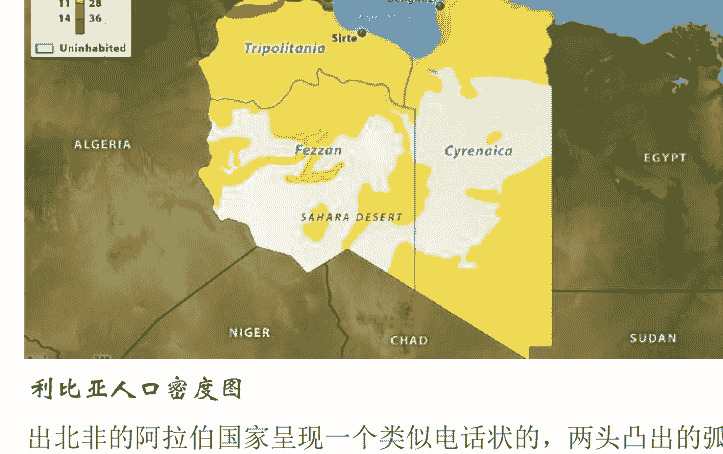 11 28
14 36
Uninhabited
Tripolitania
Sirte
ALGERIA
Fezzan
Cyrenaica
EGYPT
SAHARA DESERT
NIGER
CHAD
SUDAN
利比亚人口密度图
出北非的阿拉伯国家呈现一个类似电话状的，两头凸出的弧